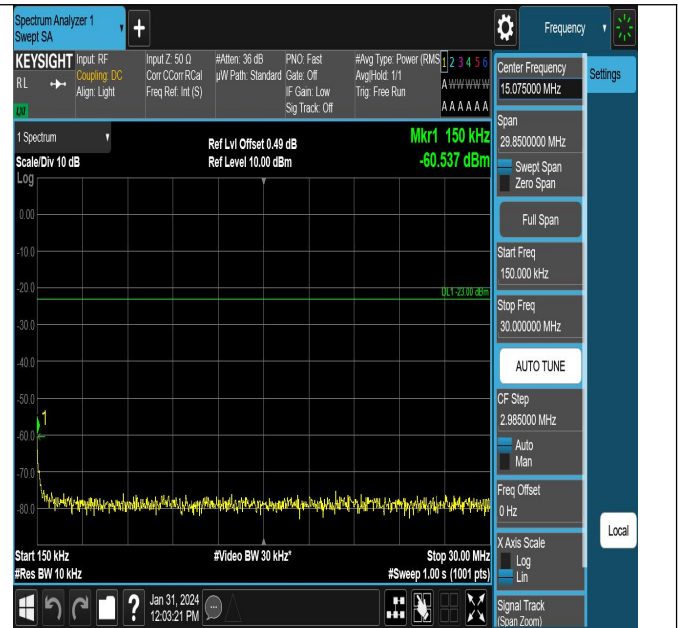 Spectrum Analyzer 1
Swept SA
Frequency
KEYSIGHT
RL
LXI
Input: RF
Coupling: DC
Align: Light
Input Z: 50 Ω
Corr CCorr RCal
Freq Ref: Int (S)
#Atten: 36 dB
µW Path: Standard
PNO: Fast
Gate: Off
IF Gain: Low
Sig Track: Off
#Avg Type: Power (RMS
Avg|Hold: 1/1
Trig: Free Run
1 2 3 4 5 6
A W W W W W
A A A A A A
1 Spectrum
Scale/Div 10 dB
Log
Ref Lvl Offset 0.49 dB
Ref Level 10.00 dBm
Mkr1 150 kHz
-60.537 dBm
0.00
-10.0
-20.0
DL1 -23.00 dBm
-30.0
-40.0
-50.0
1
-60.0
-70.0
-80.0
Start 150 kHz
#Res BW 10 kHz
#Video BW 30 kHz*
Stop 30.00 MHz
#Sweep 1.00 s (1001 pts)
Center Frequency
15.075000 MHz
Settings
Span
29.8500000 MHz
Swept Span
Zero Span
Full Span
Start Freq
150.000 kHz
Stop Freq
30.000000 MHz
AUTO TUNE
CF Step
2.985000 MHz
Auto
Man
Freq Offset
0 Hz
X Axis Scale
Log
Lin
Local
Signal Track
(Span Zoom)
?
Jan 31, 2024
12:03:21 PM